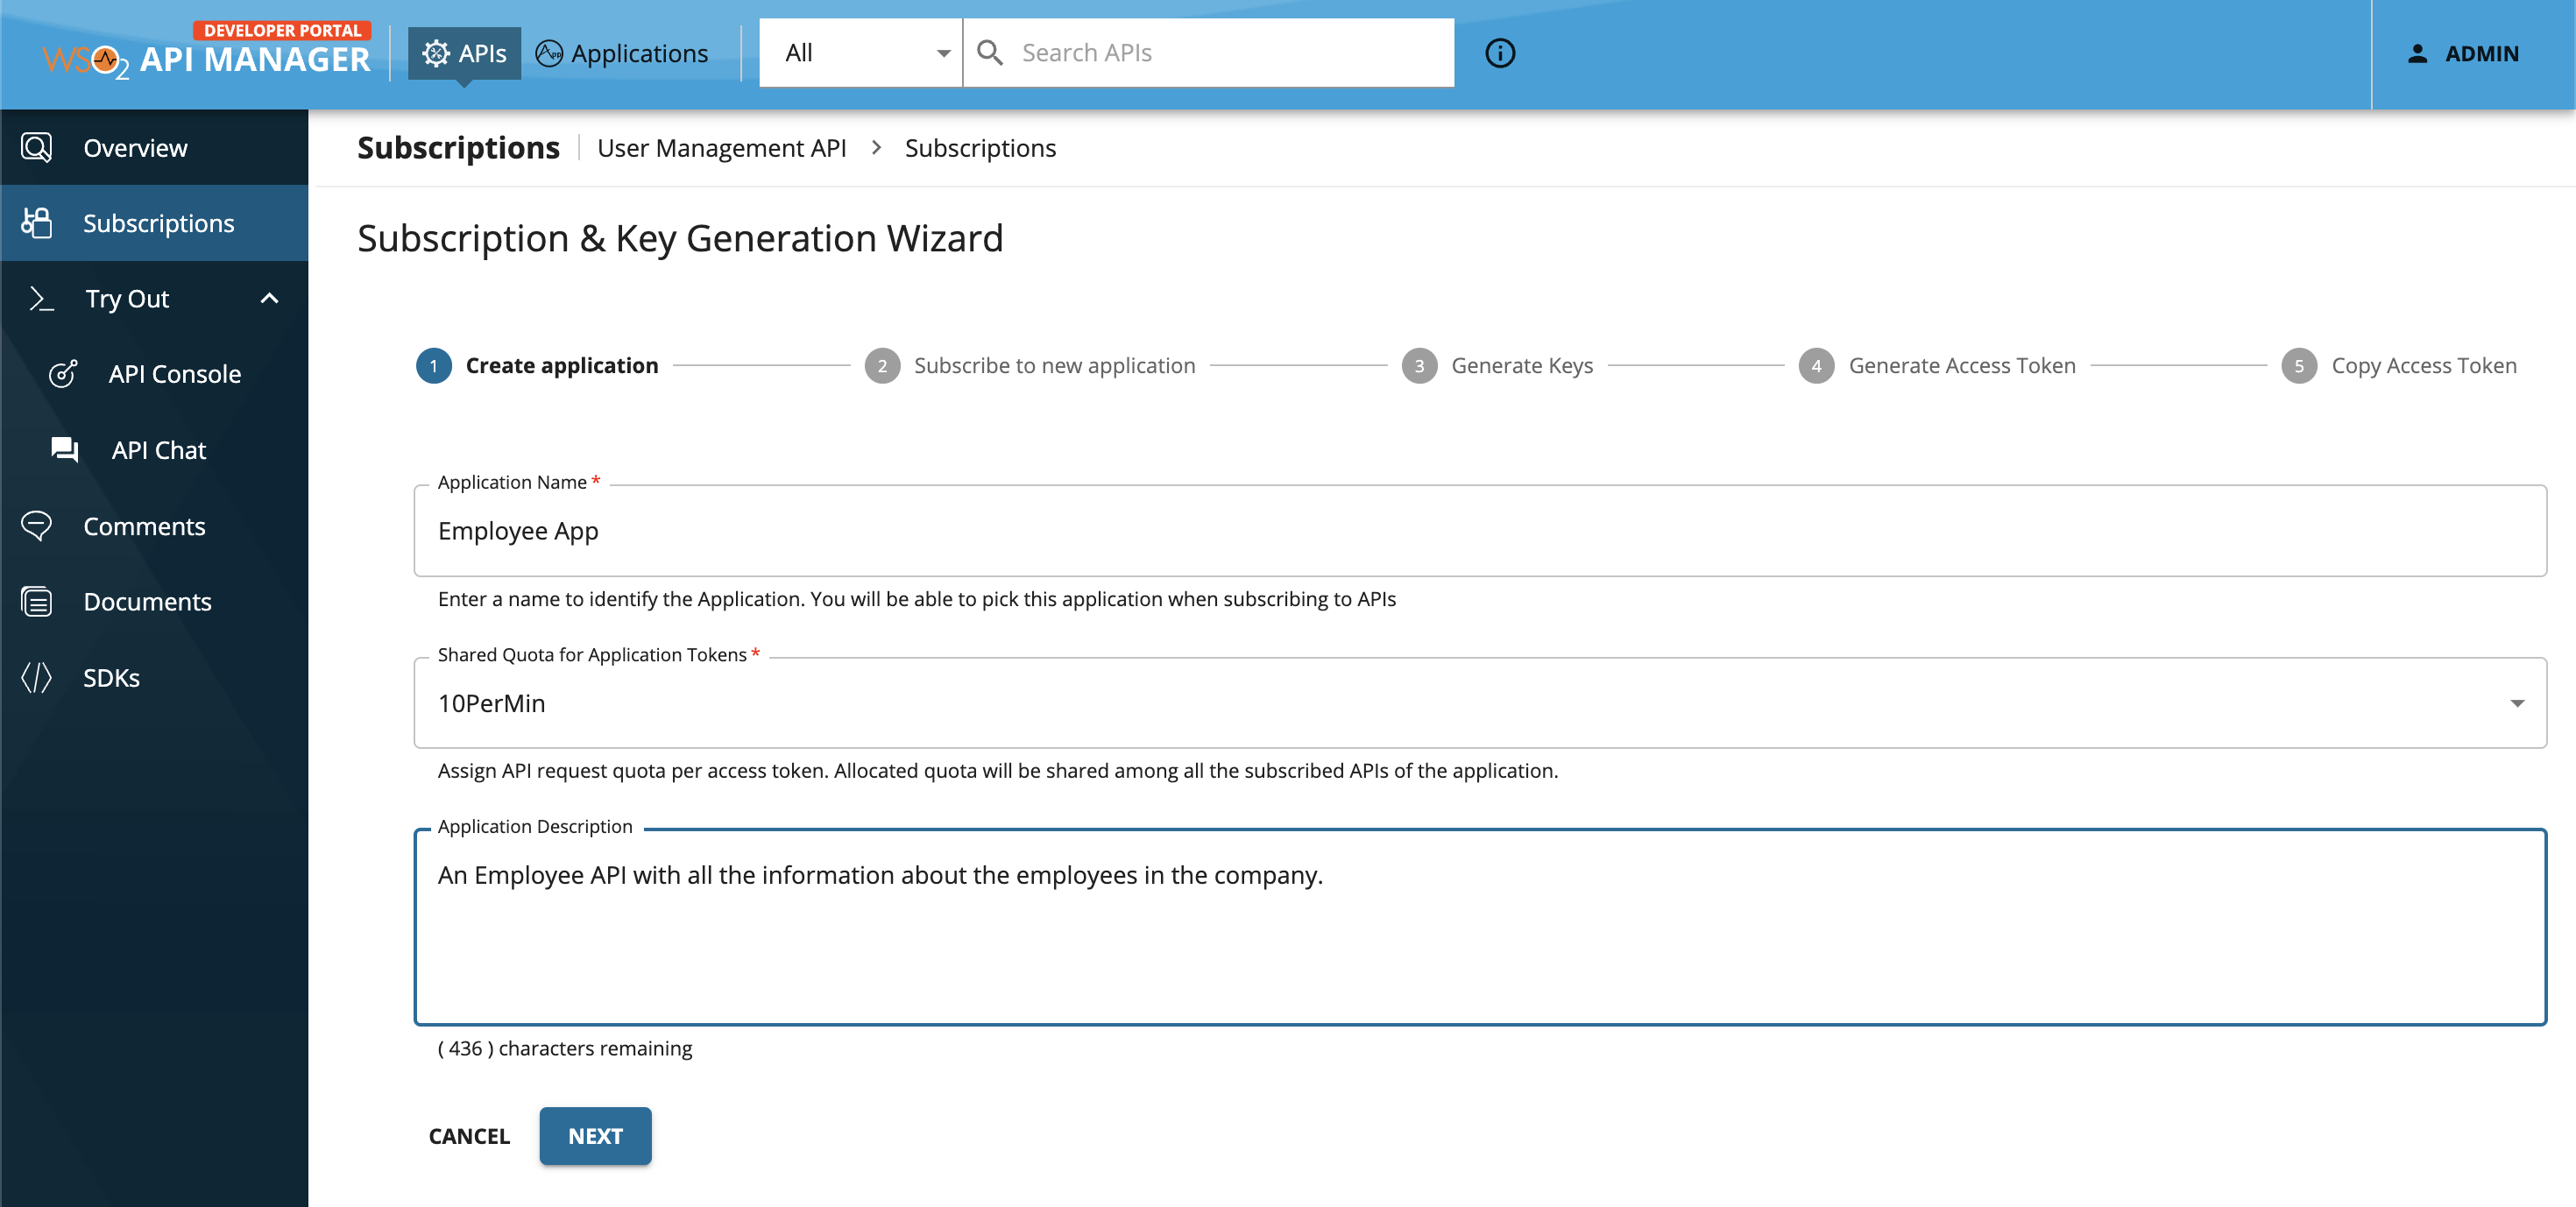 DEVELOPER PORTAL
WSO2 API MANAGER
APIs
Applications
All
Search APIs
ADMIN
Overview
Subscriptions
Try Out
API Console
API Chat
Comments
Documents
SDKs
Subscriptions User Management API > Subscriptions
Subscription & Key Generation Wizard
1 Create application
2 Subscribe to new application
3 Generate Keys
4 Generate Access Token
5 Copy Access Token
Application Name *
Employee App
Enter a name to identify the Application. You will be able to pick this application when subscribing to APIs
Shared Quota for Application Tokens *
10PerMin
Assign API request quota per access token. Allocated quota will be shared among all the subscribed APIs of the application.
Application Description
An Employee API with all the information about the employees in the company.
( 436 ) characters remaining
CANCEL
NEXT